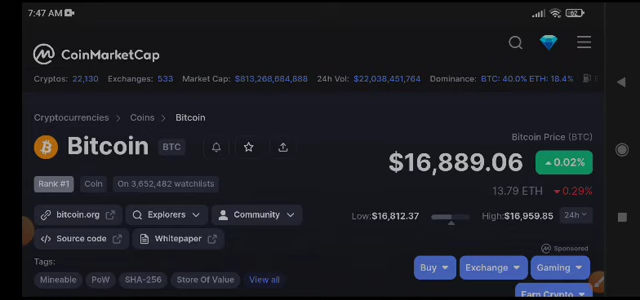 7:47 AM
62
CoinMarketCap
Cryptos: 22,130 Exchanges: 533 Market Cap: $813,268,684,888 24h Vol: $22,038,451,764 Dominance: BTC: 40.0% ETH: 18.4%
Cryptocurrencies > Coins > Bitcoin
Bitcoin BTC
Bitcoin Price (BTC)
$16,889.06 0.02%
13.79 ETH 0.29%
Rank #1 Coin On 3,652,482 watchlists
bitcoin.org Explorers Community
Low: $16,812.37 High: $16,959.85 24h
Source code Whitepaper
Sponsored
Tags:
Buy Exchange Gaming
Mineable PoW SHA-256 Store Of Value View all
Earn Crypto